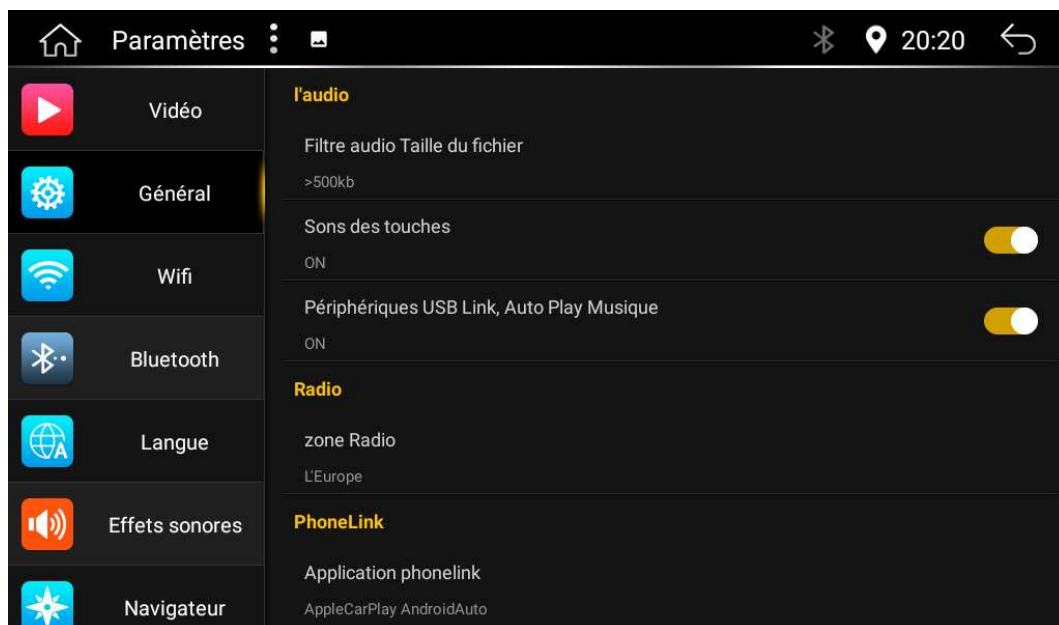 Paramètres
20:20
Vidéo
Général
Wifi
Bluetooth
Langue
Effets sonores
Navigateur
l'audio
Filtre audio Taille du fichier
>500kb
Sons des touches
ON
Périphériques USB Link, Auto Play Musique
ON
Radio
zone Radio
L'Europe
PhoneLink
Application phonelink
AppleCarPlay AndroidAuto